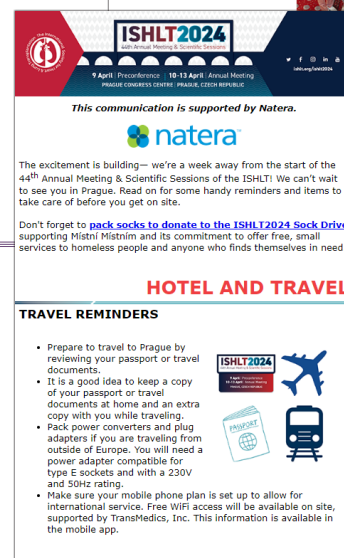 ISHLT2024
44th Annual Meeting & Scientific Sessions
9 April | Preconference | 10-13 April | Annual Meeting
PRAGUE CONGRESS CENTRE | PRAGUE, CZECH REPUBLIC
ishlt.org/ishlt2024
This communication is supported by Natera.
natera
The excitement is building— we're a week away from the start of the
44th Annual Meeting & Scientific Sessions of the ISHLT! We can't wait
to see you in Prague. Read on for some handy reminders and items to
take care of before you get on site.
Don't forget to pack socks to donate to the ISHLT2024 Sock Drive
supporting Místní Místním and its commitment to offer free, small
services to homeless people and anyone who finds themselves in need
HOTEL AND TRAVEL
TRAVEL REMINDERS
• Prepare to travel to Prague by
reviewing your passport or travel
documents.
• It is a good idea to keep a copy
of your passport or travel
documents at home and an extra
copy with you while traveling.
• Pack power converters and plug
adapters if you are traveling from
outside of Europe. You will need a
power adapter compatible for
type E sockets and with a 230V
and 50Hz rating.
• Make sure your mobile phone plan is set up to allow for
international service. Free WiFi access will be available on site,
supported by TransMedics, Inc. This information is available in
the mobile app.
ISHLT2024
PASSPORT